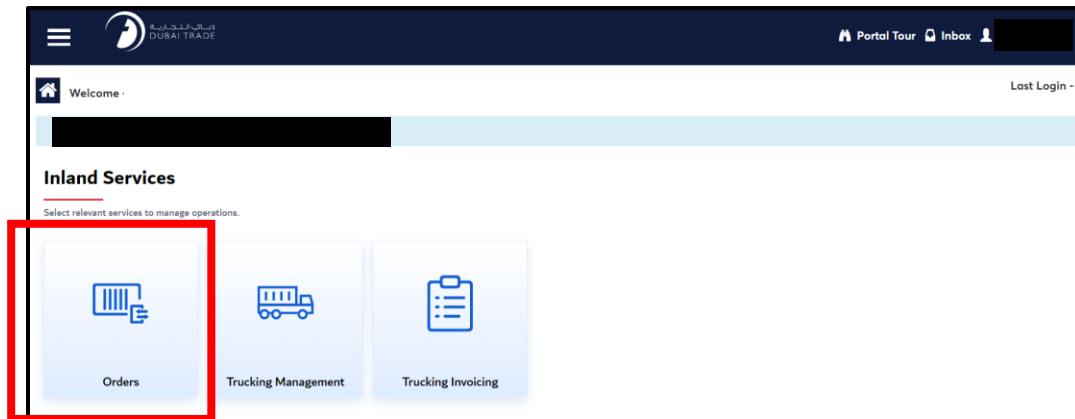 دبي التجارية
DUBAI TRADE
Portal Tour Inbox
Welcome
Last Login -
Inland Services
Select relevant services to manage operations.
Orders Trucking Management Trucking Invoicing